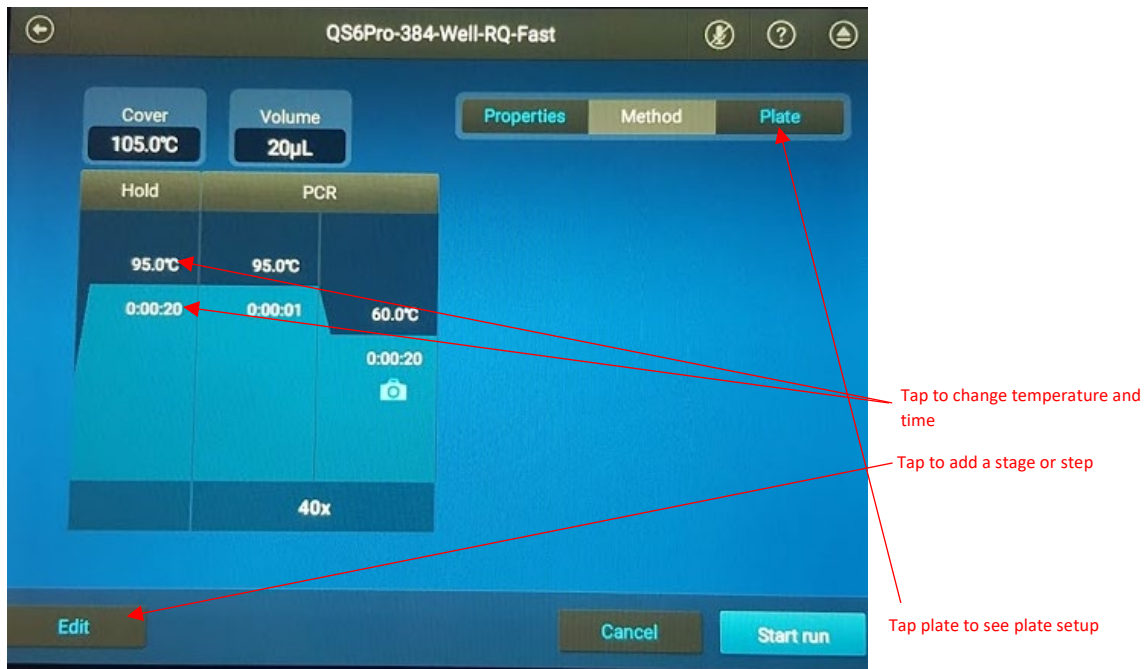 QS6Pro-384-Well-RQ-Fast
?
Cover
Volume
105.0℃
20µL
Properties
Method
Plate
Hold
PCR
95.0℃
95.0℃
0:00:20
0:00:01
60.0℃
0:00:20
40x
Tap to change temperature and
time
Tap to add a stage or step
Tap plate to see plate setup
Edit
Cancel
Start run